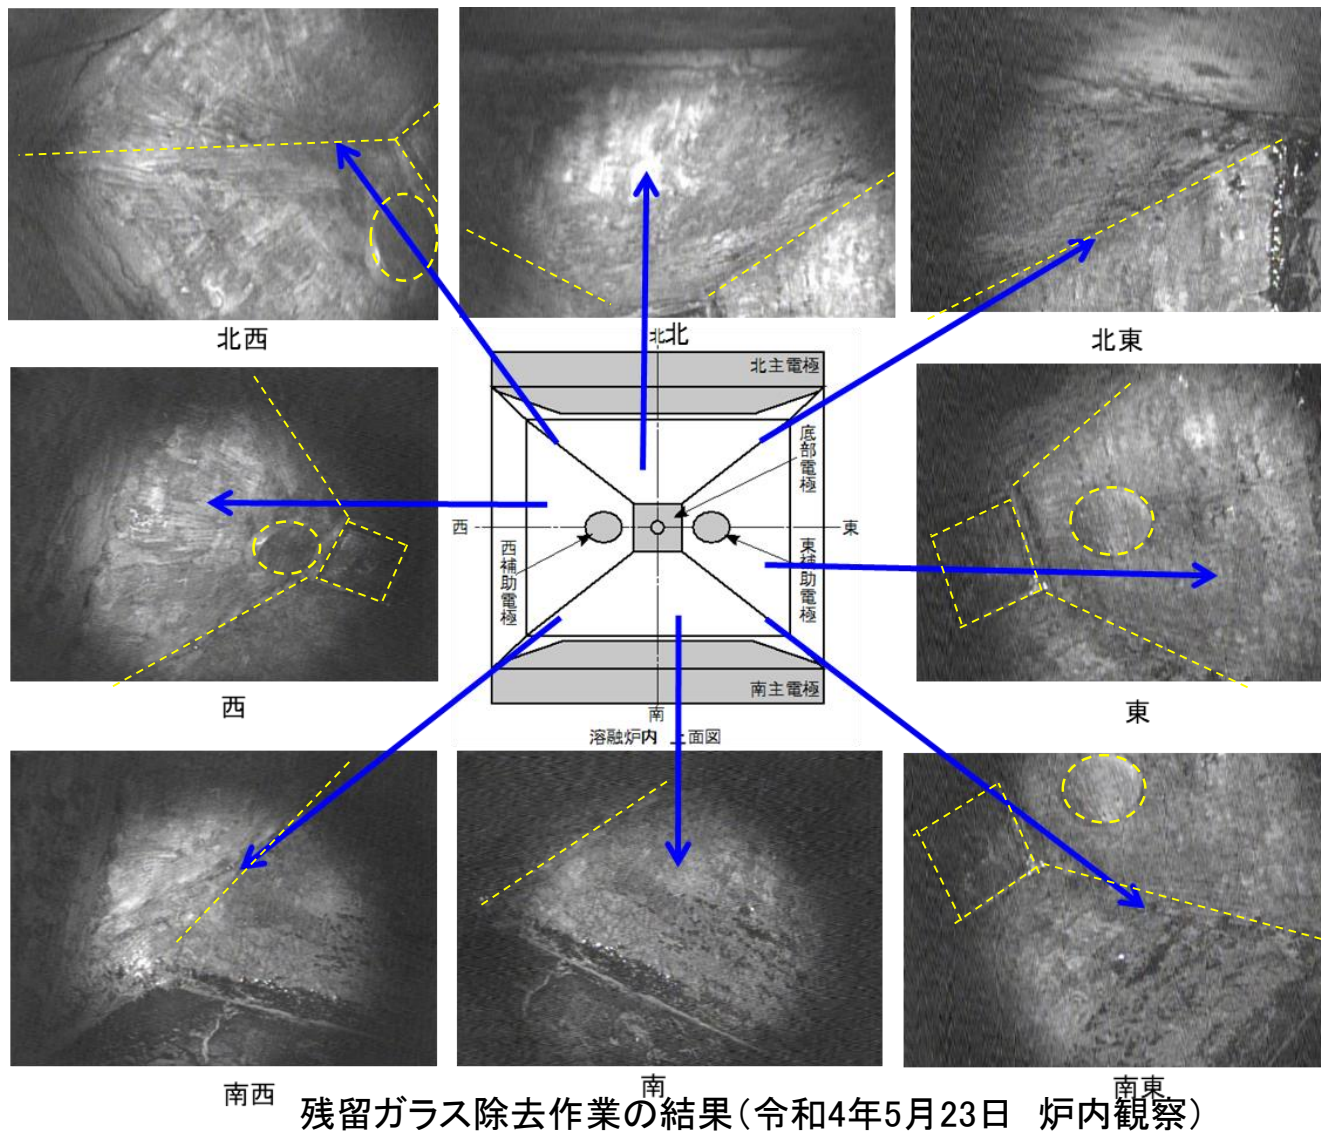 北西
北東
北北
北主電極
底部電極
西
東
西補助電極
東補助電極
南主電極
南
溶融炉内 上面図
西
東
南西
南
南東
残留ガラス除去作業の結果(令和4年5月23日 炉内観察)